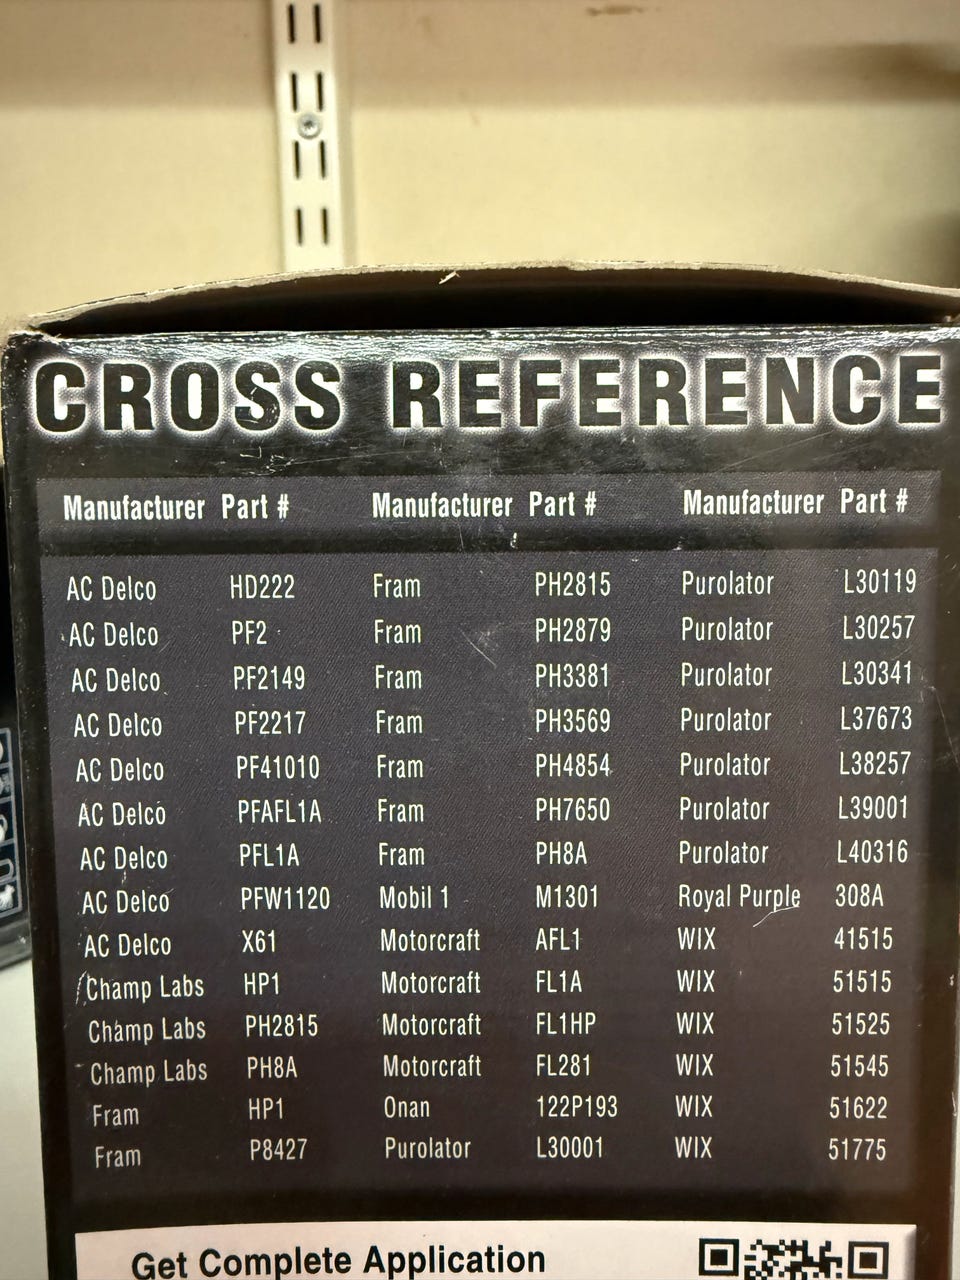 CROSS REFERENCE
Manufacturer Part # Manufacturer Part # Manufacturer Part #
AC Delco HD222 Fram PH2815 Purolator L30119
AC Delco PF2 Fram PH2879 Purolator L30257
AC Delco PF2149 Fram PH3381 Purolator L30341
AC Delco PF2217 Fram PH3569 Purolator L37673
AC Delco PF41010 Fram PH4854 Purolator L38257
AC Delco PFAFL1A Fram PH7650 Purolator L39001
AC Delco PFL1A Fram PH8A Purolator L40316
AC Delco PFW1120 Mobil 1 M1301 Royal Purple 308A
AC Delco X61 Motorcraft AFL1 WIX 41515
Champ Labs HP1 Motorcraft FL1A WIX 51515
Champ Labs PH2815 Motorcraft FL1HP WIX 51525
Champ Labs PH8A Motorcraft FL281 WIX 51545
Fram HP1 Onan 122P193 WIX 51622
Fram P8427 Purolator L30001 WIX 51775
Get Complete Application